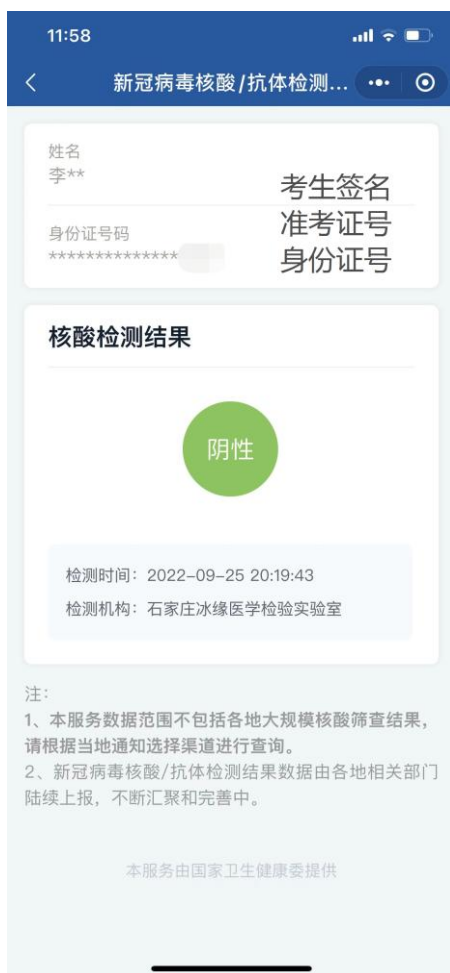 11:58
新冠病毒核酸/抗体检测...
姓名
李**
考生签名
准考证号
身份证号码
**************
身份证号
核酸检测结果
阴性
检测时间：2022-09-25 20:19:43
检测机构：石家庄冰缘医学检验实验室
注：
1、本服务数据范围不包括各地大规模核酸筛查结果，
请根据当地通知选择渠道进行查询。
2、新冠病毒核酸/抗体检测结果数据由各地相关部门
陆续上报，不断汇聚和完善中。
本服务由国家卫生健康委提供